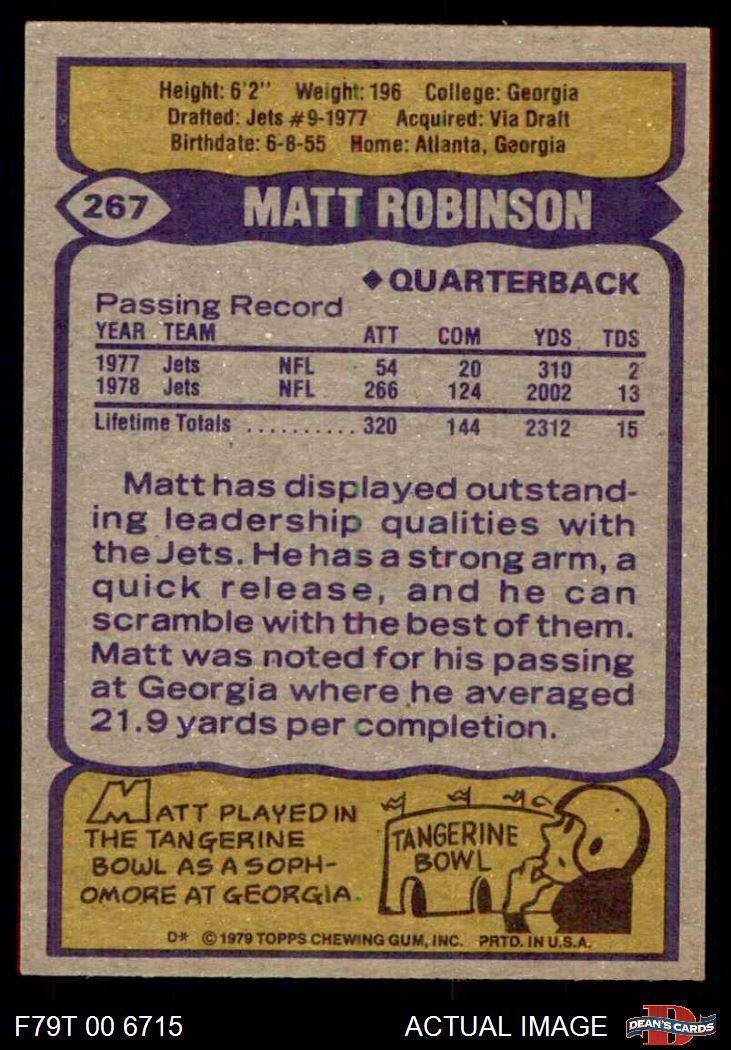 Height: 6'2" Weight: 196 College: Georgia
Drafted: Jets #9-1977 Acquired: Via Draft
Birthdate: 6-8-55 Home: Atlanta, Georgia
267 MATT ROBINSON
◆QUARTERBACK
Passing Record
YEAR TEAM ATT COM YDS TDS
1977 Jets NFL 54 20 310 2
1978 Jets NFL 266 124 2002 13
Lifetime Totals .......... 320 144 2312 15
Matt has displayed outstand-
ing leadership qualities with
the Jets. He has a strong arm, a
quick release, and he can
scramble with the best of them.
Matt was noted for his passing
at Georgia where he averaged
21.9 yards per completion.
MATT PLAYED IN
THE TANGERINE
BOWL AS A SOPH-
OMORE AT GEORGIA.
TANGERINE
BOWL
D* © 1979 TOPPS CHEWING GUM, INC. PRTD. IN U.S.A.
F79T 00 6715 ACTUAL IMAGE
D
DEAN'S CARDS